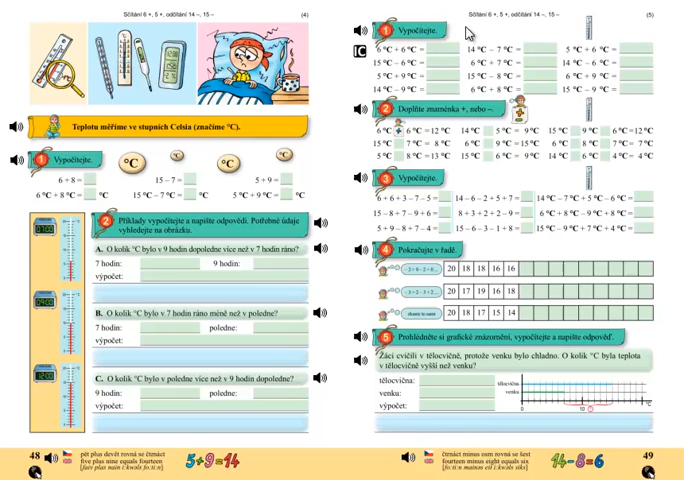 Sčítání 6 +, 5 +, odčítání 14 –, 15 –
(4)
Teplotu měříme ve stupních Celsia (značíme °C).
1 Vypočítejte.
°C
°C
°C
°C
6 + 8 =
15 – 7 =
5 + 9 =
6 °C + 8 °C = °C
15 °C – 7 °C = °C
5 °C + 9 °C = °C
2 Příklady vypočítejte a napište odpovědi. Potřebné údaje
vyhledejte na obrázku.
A. O kolik °C bylo v 9 hodin dopoledne více než v 7 hodin ráno?
7 hodin:
9 hodin:
výpočet:
B. O kolik °C bylo v 7 hodin ráno méně než v poledne?
7 hodin:
poledne:
výpočet:
C. O kolik °C bylo v poledne více než v 9 hodin dopoledne?
9 hodin:
poledne:
výpočet:
48
pět plus devět rovná se čtrnáct
five plus nine equals fourteen
5+9=14
Sčítání 6 +, 5 +, odčítání 14 –, 15 –
(5)
1 Vypočítejte.
6 °C + 6 °C =
14 °C – 7 °C =
5 °C + 6 °C =
15 °C – 6 °C =
6 °C + 7 °C =
14 °C – 6 °C =
5 °C + 9 °C =
15 °C – 8 °C =
6 °C + 9 °C =
14 °C – 9 °C =
6 °C + 8 °C =
15 °C – 9 °C =
2 Doplňte znaménka +, nebo –.
6 °C + 6 °C = 12 °C
14 °C 5 °C = 9 °C
15 °C 9 °C 6 °C = 12 °C
15 °C 7 °C = 8 °C
6 °C 9 °C = 15 °C
6 °C 8 °C 7 °C = 7 °C
5 °C 8 °C = 13 °C
15 °C 7 °C = 8 °C
14 °C 6 °C 4 °C = 4 °C
3 Vypočítejte.
6 + 6 + 3 – 7 – 5 =
14 – 6 – 2 + 5 + 7 =
14 °C – 7 °C + 5 °C – 6 °C =
15 – 8 + 7 – 9 + 6 =
8 + 3 + 2 + 2 – 9 =
6 °C + 8 °C – 9 °C + 8 °C =
5 + 9 – 8 + 7 – 4 =
15 – 6 – 3 – 1 + 8 =
15 °C – 9 °C + 7 °C + 4 °C =
4 Pokračujte v řadě.
20 18 18 16 16
20 17 19 16 18
20 18 17 15 14
5 Prohlédněte si grafické znázornění, vypočítejte a napište odpověď.
Žáci cvičili v tělocvičně, protože venku bylo chladno. O kolik °C byla teplota
v tělocvičně vyšší než venku?
tělocvična:
venku:
výpočet:
tělocvična
venku
0 10 °C
čtrnáct minus osm rovná se šest
fourteen minus eight equals six
14–8=6
49